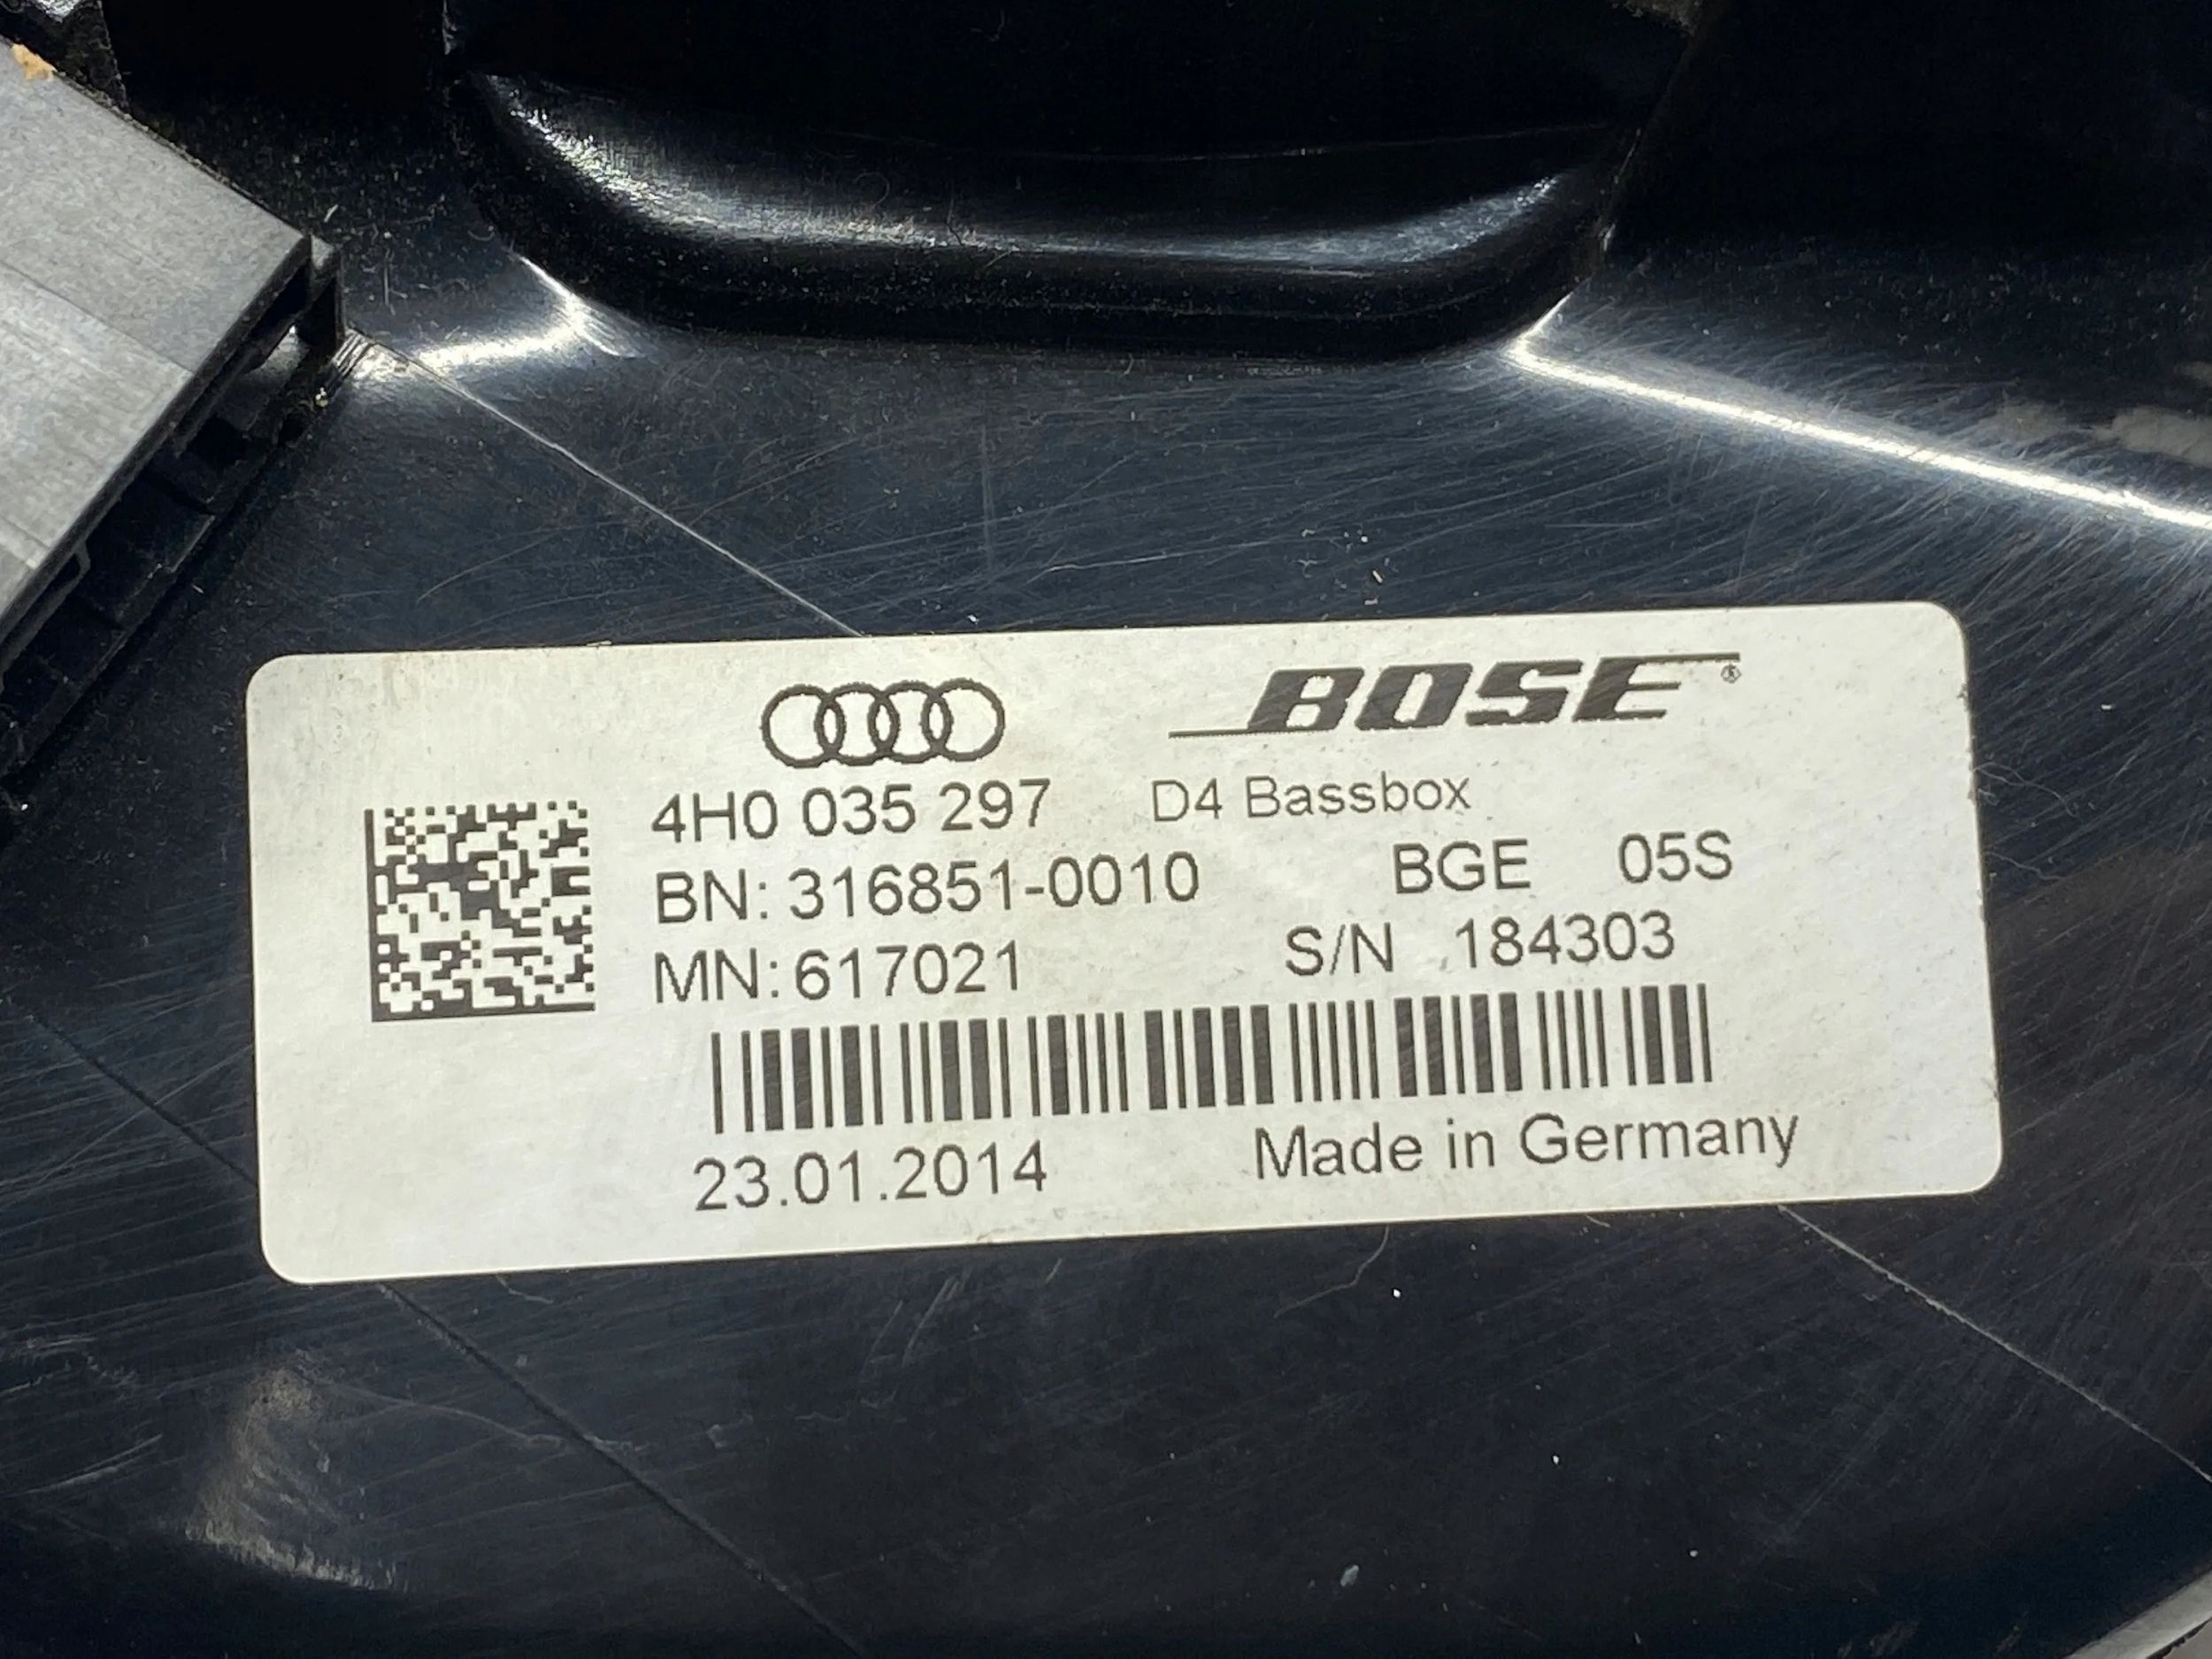 BOSE®
4H0 035 297 D4 Bassbox
BN: 316851-0010 BGE 05S
MN: 617021 S/N 184303
23.01.2014 Made in Germany